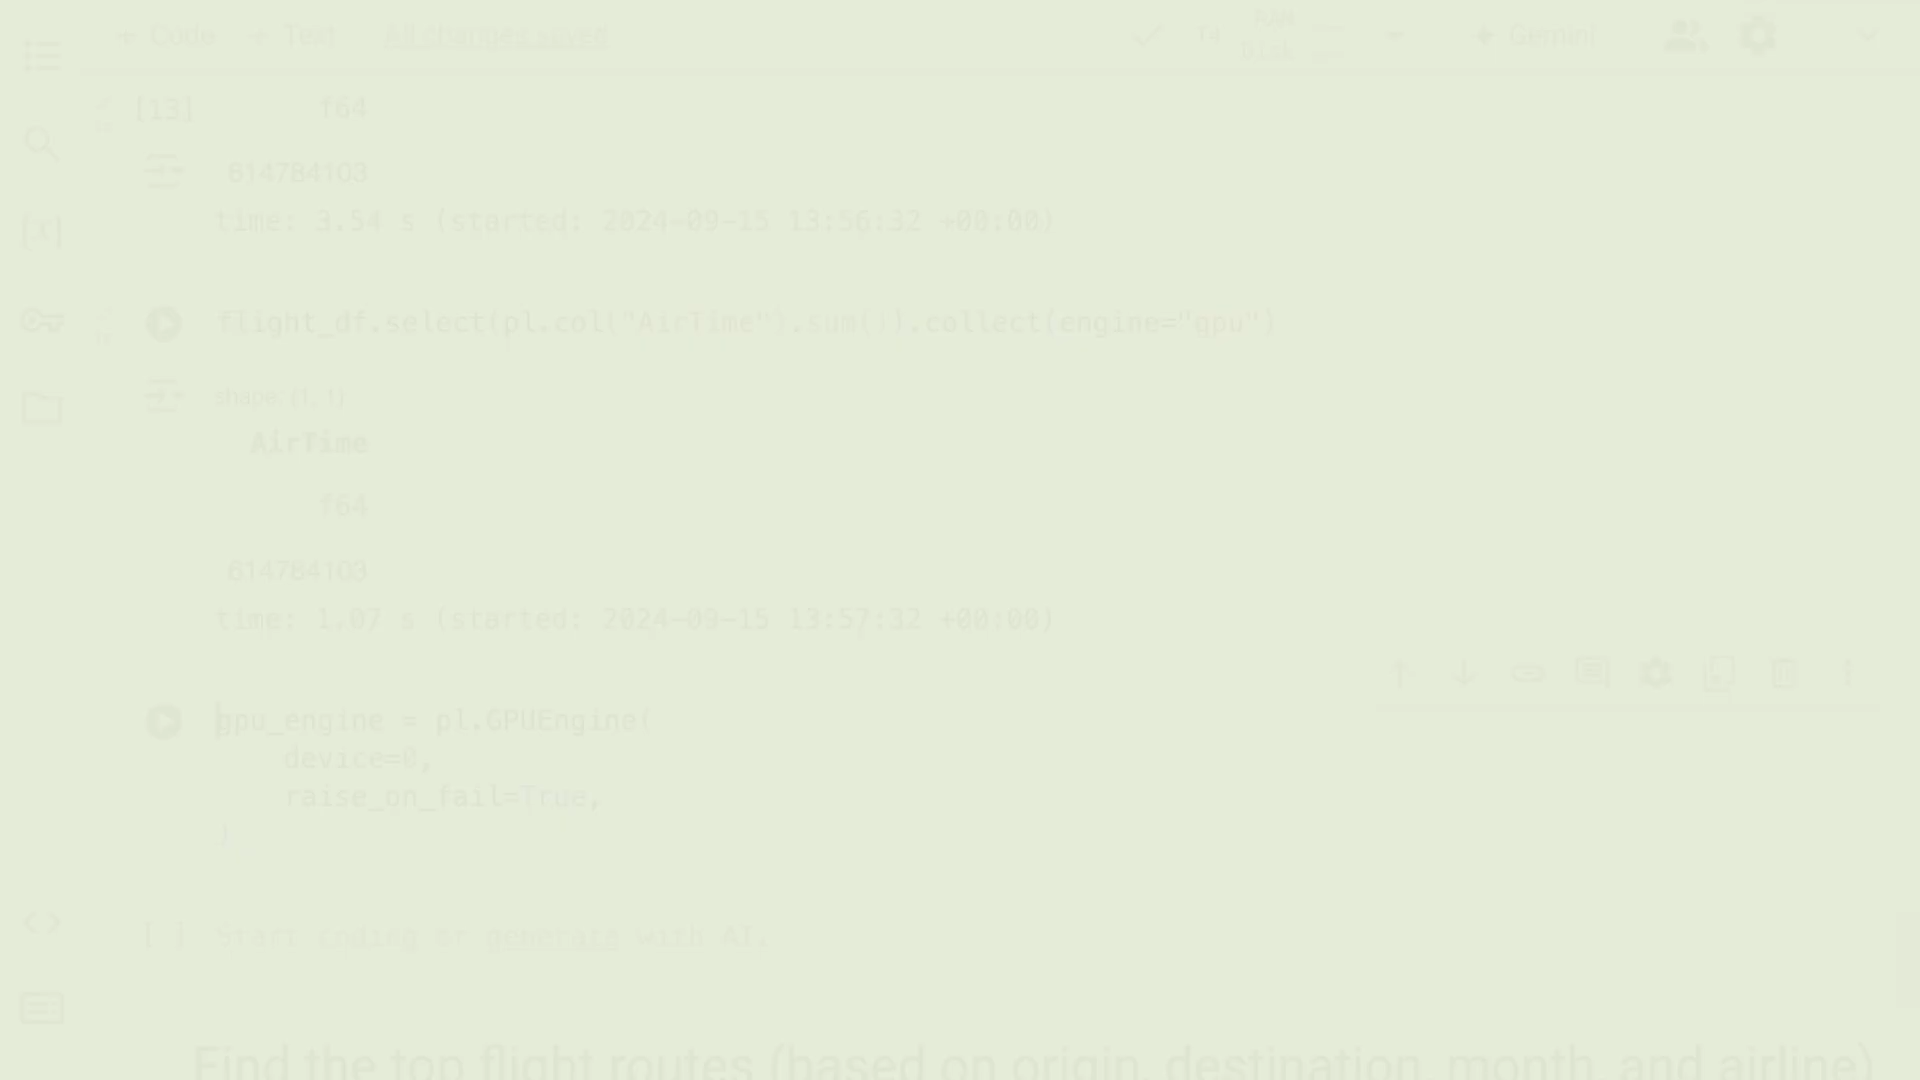 + Code + Text All changes saved
T4 RAM
Disk
Gemini
[13] f64
614764103
time: 3.54 s (started: 2024-09-15 13:56:32 +00:00)
flight_df.select(pl.col("AirTime").sum()).collect(engine="gpu")
shape: (1, 1)
AirTime
f64
614764103
time: 1.07 s (started: 2024-09-15 13:57:32 +00:00)
gpu_engine = pl.GPUEngine(
device=0,
raise_on_fail=True,
)
[ ] Start coding or generate with AI.
Find the top flight routes (based on origin, destination, month, and airline)